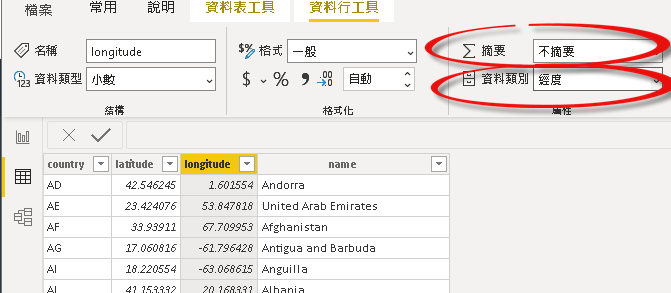 檔案 常用 說明 資料表工具 資料行工具
名稱 longitude $% 格式 一般 Σ 摘要 不摘要
123 資料類型 小數 $ % 9 .00 自動 資料類別 經度
結構 格式化 屬性
country latitude longitude name
AD 42.546245 1.601554 Andorra
AE 23.424076 53.847818 United Arab Emirates
AF 33.93911 67.709953 Afghanistan
AG 17.060816 -61.796428 Antigua and Barbuda
AI 18.220554 -63.068615 Anguilla
AL 41.153332 20.168331 Albania